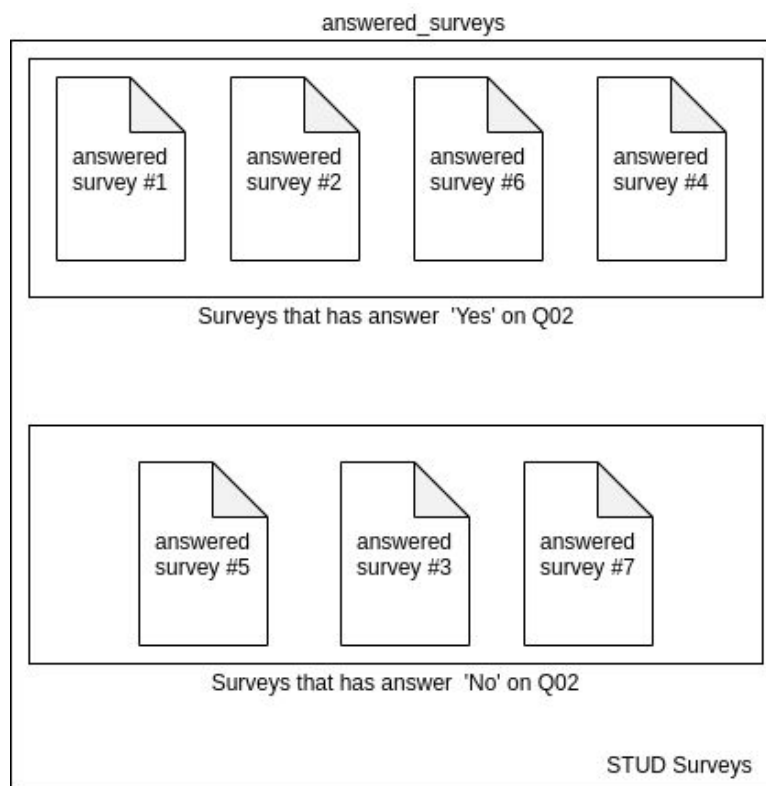 answered_surveys
answered
survey #1
answered
survey #2
answered
survey #6
answered
survey #4
Surveys that has answer 'Yes' on Q02
answered
survey #5
answered
survey #3
answered
survey #7
Surveys that has answer 'No' on Q02
STUD Surveys